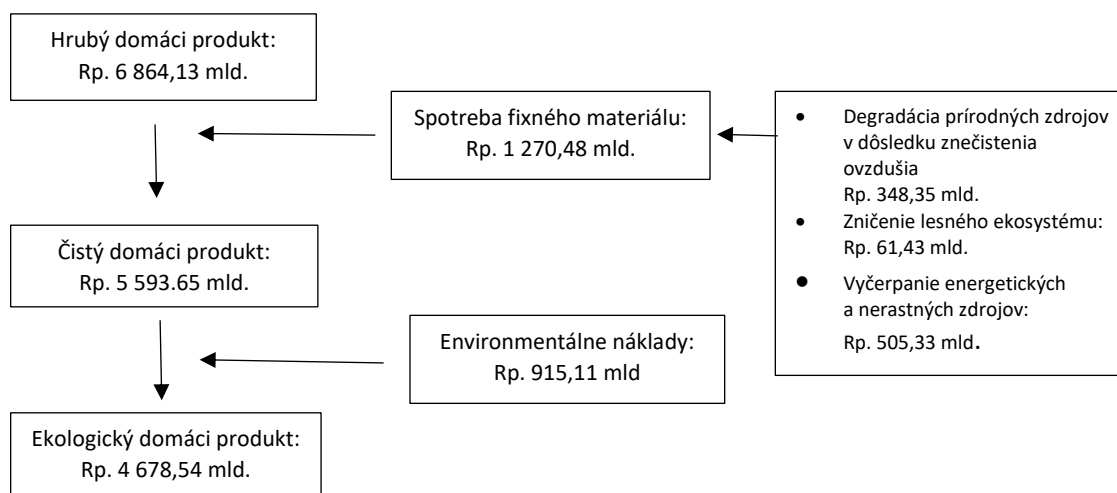 Hrubý domáci produkt:
Rp. 6 864,13 mld.
Spotreba fixného materiálu:
Rp. 1 270,48 mld.
• Degradácia prírodných zdrojov
v dôsledku znečistenia
ovzdušia
Rp. 348,35 mld.
• Zničenie lesného ekosystému:
Rp. 61,43 mld.
• Vyčerpanie energetických
a nerastných zdrojov:
Rp. 505,33 mld.
Čistý domáci produkt:
Rp. 5 593.65 mld.
Environmentálne náklady:
Rp. 915,11 mld
Ekologický domáci produkt:
Rp. 4 678,54 mld.